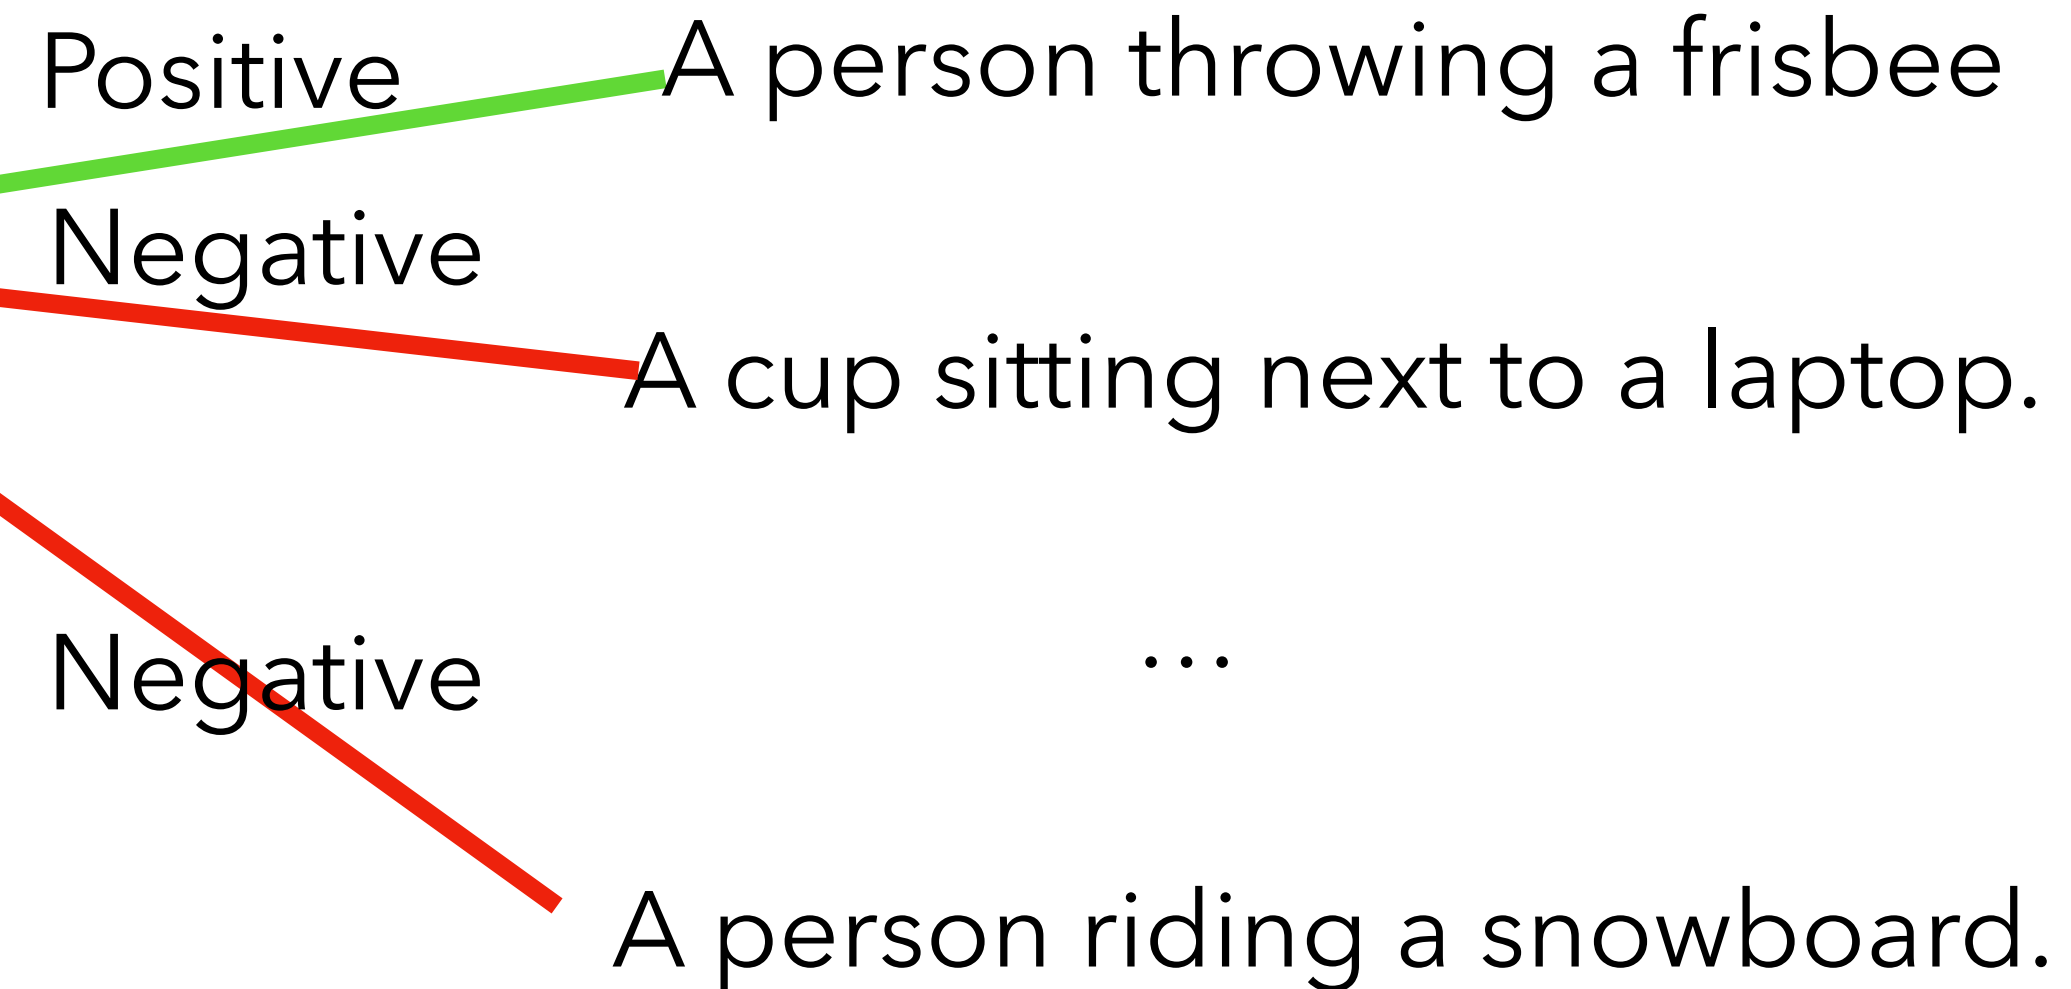 Positive
A person throwing a frisbee
Negative
A cup sitting next to a laptop.
Negative
...
A person riding a snowboard.